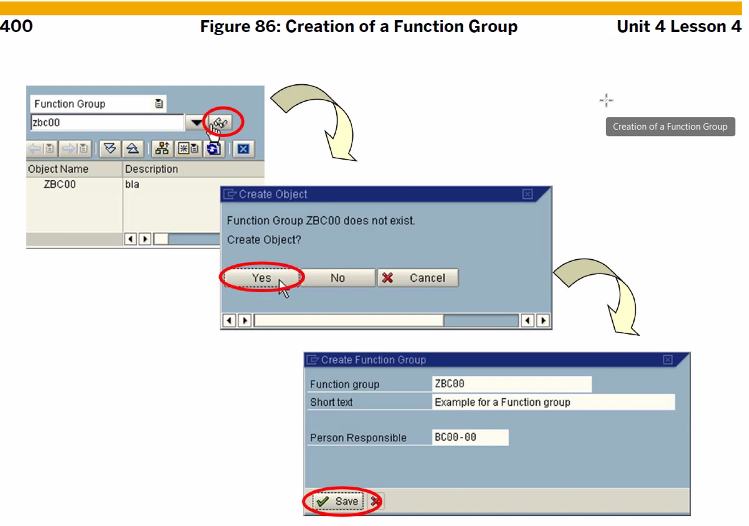 400
Figure 86: Creation of a Function Group
Unit 4 Lesson 4
Function Group
zbc00
Creation of a Function Group
Object Name
Description
ZBC00
bla
Create Object
Function Group ZBC00 does not exist.
Create Object?
Yes
No
Cancel
Create Function Group
Function group
ZBC00
Short text
Example for a Function group
Person Responsible
BC00-00
Save